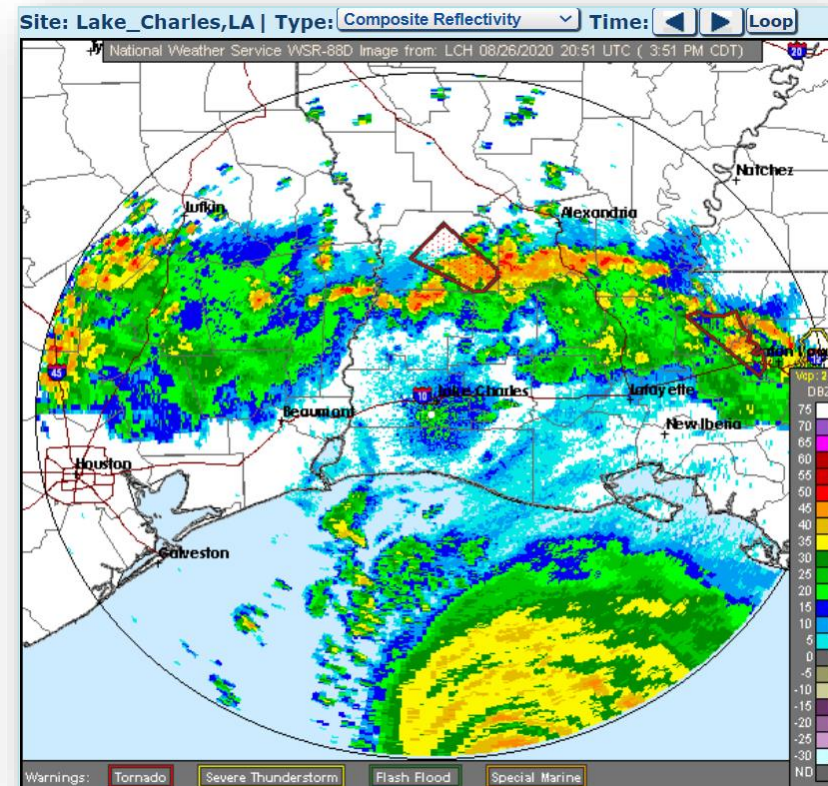 Site: Lake_Charles,LA | Type: Composite Reflectivity Time: Loop
National Weather Service WSR-88D Image from: LCH 08/26/2020 20:51 UTC ( 3:51 PM CDT)
20
Natchez
Lufkin
Alexandria
45
12
10 Lake Charles
Lafayette
Beaumont
New Iberia
Houston
Galveston
DBZ
75
70
65
60
55
50
45
40
35
30
25
20
15
10
5
0
-5
-10
-15
-20
-25
-30
ND
Warnings: Tornado Severe Thunderstorm Flash Flood Special Marine